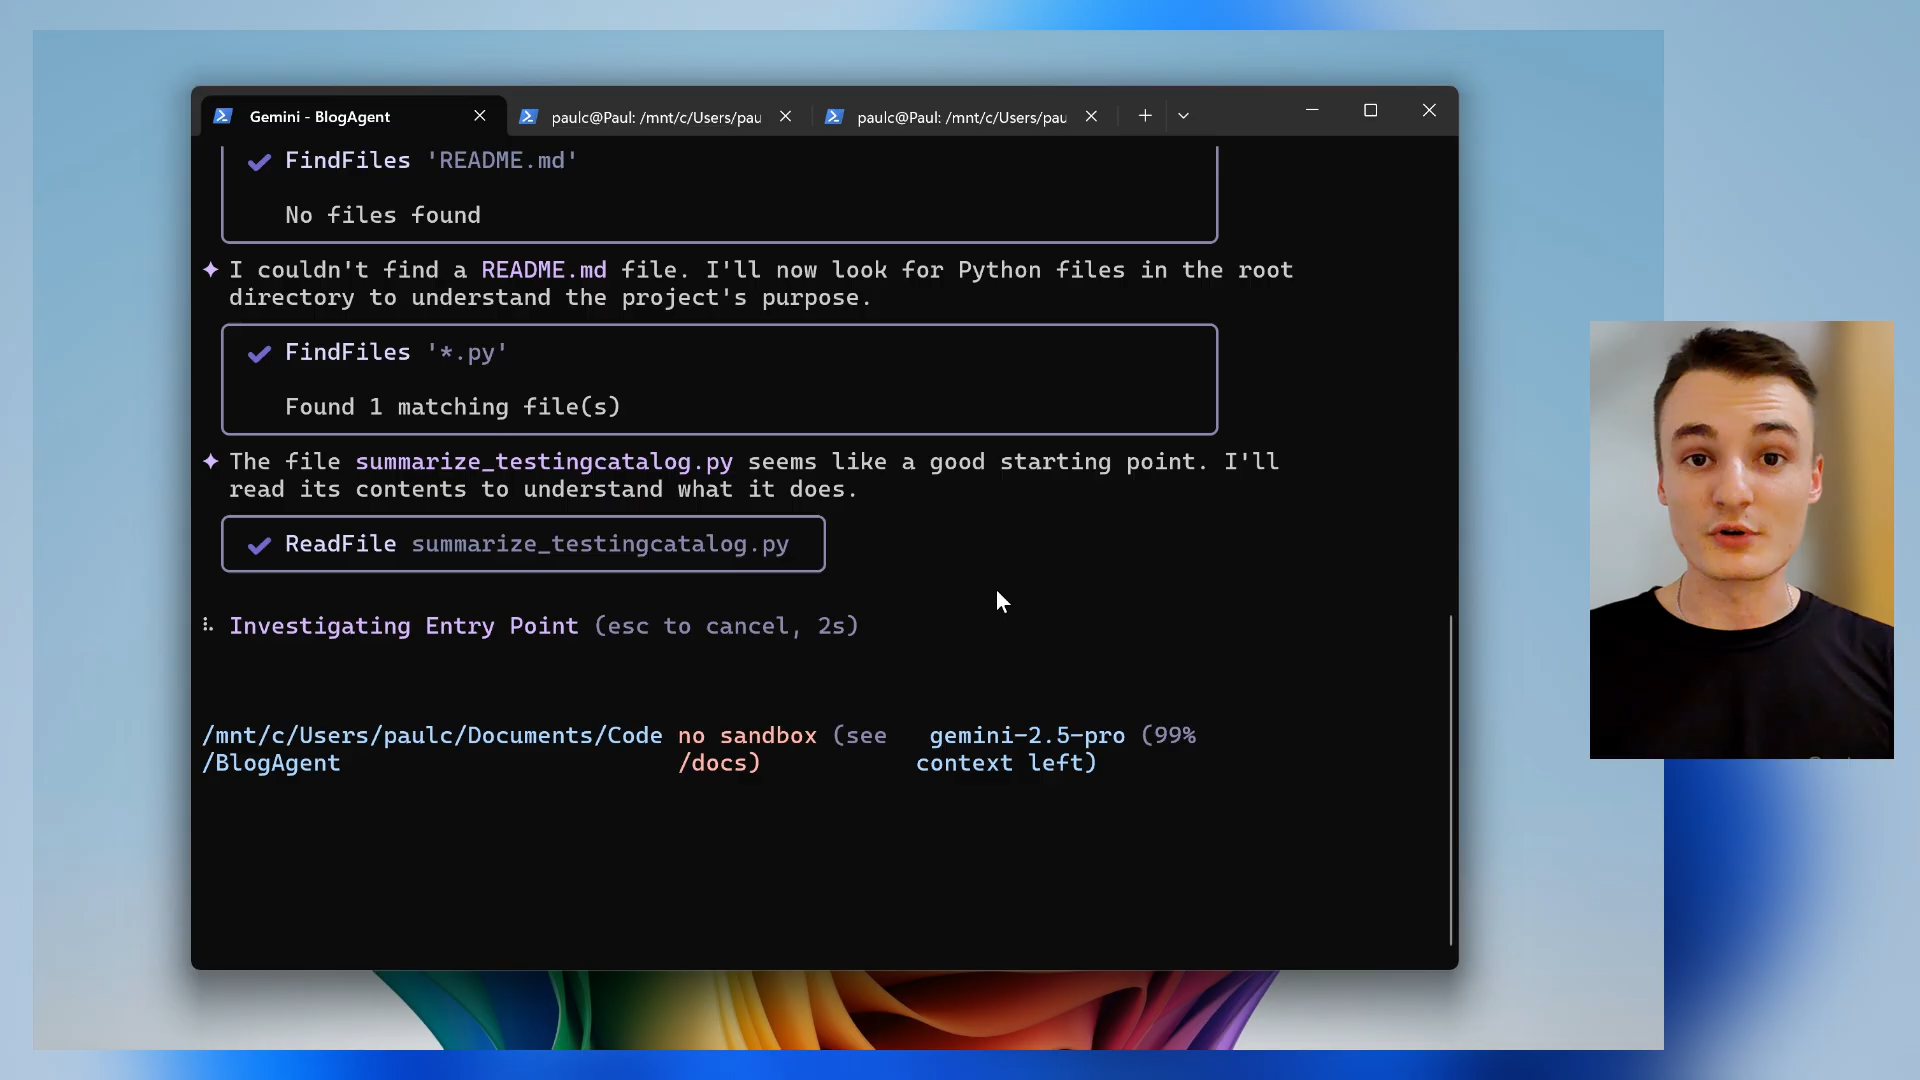 Gemini - BlogAgent
paulc@Paul: /mnt/c/Users/pau
paulc@Paul: /mnt/c/Users/pau
✔ FindFiles 'README.md'
No files found
✦ I couldn't find a README.md file. I'll now look for Python files in the root
directory to understand the project's purpose.
✔ FindFiles '*.py'
Found 1 matching file(s)
✦ The file summarize_testingcatalog.py seems like a good starting point. I'll
read its contents to understand what it does.
✔ ReadFile summarize_testingcatalog.py
Investigating Entry Point (esc to cancel, 2s)
/mnt/c/Users/paulc/Documents/Code no sandbox (see gemini-2.5-pro (99%
/BlogAgent /docs) context left)